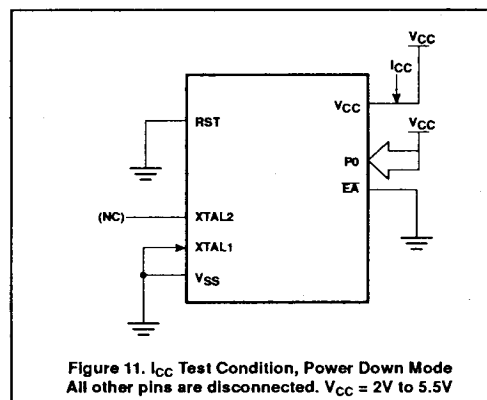 VCC
ICC
VCC
RST
VCC
P0
EA
(NC)
XTAL2
XTAL1
VSS
Figure 11. ICC Test Condition, Power Down Mode
All other pins are disconnected. VCC = 2V to 5.5V